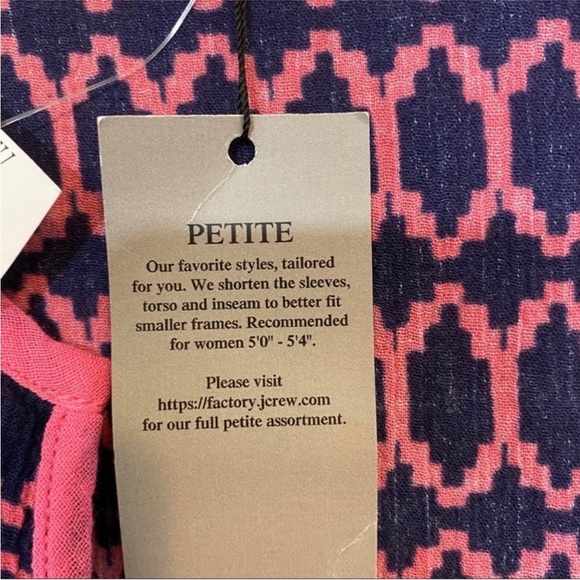 PETITE
Our favorite styles, tailored
for you. We shorten the sleeves,
torso and inseam to better fit
smaller frames. Recommended
for women 5'0" - 5'4".
Please visit
https://factory.jcrew.com
for our full petite assortment.